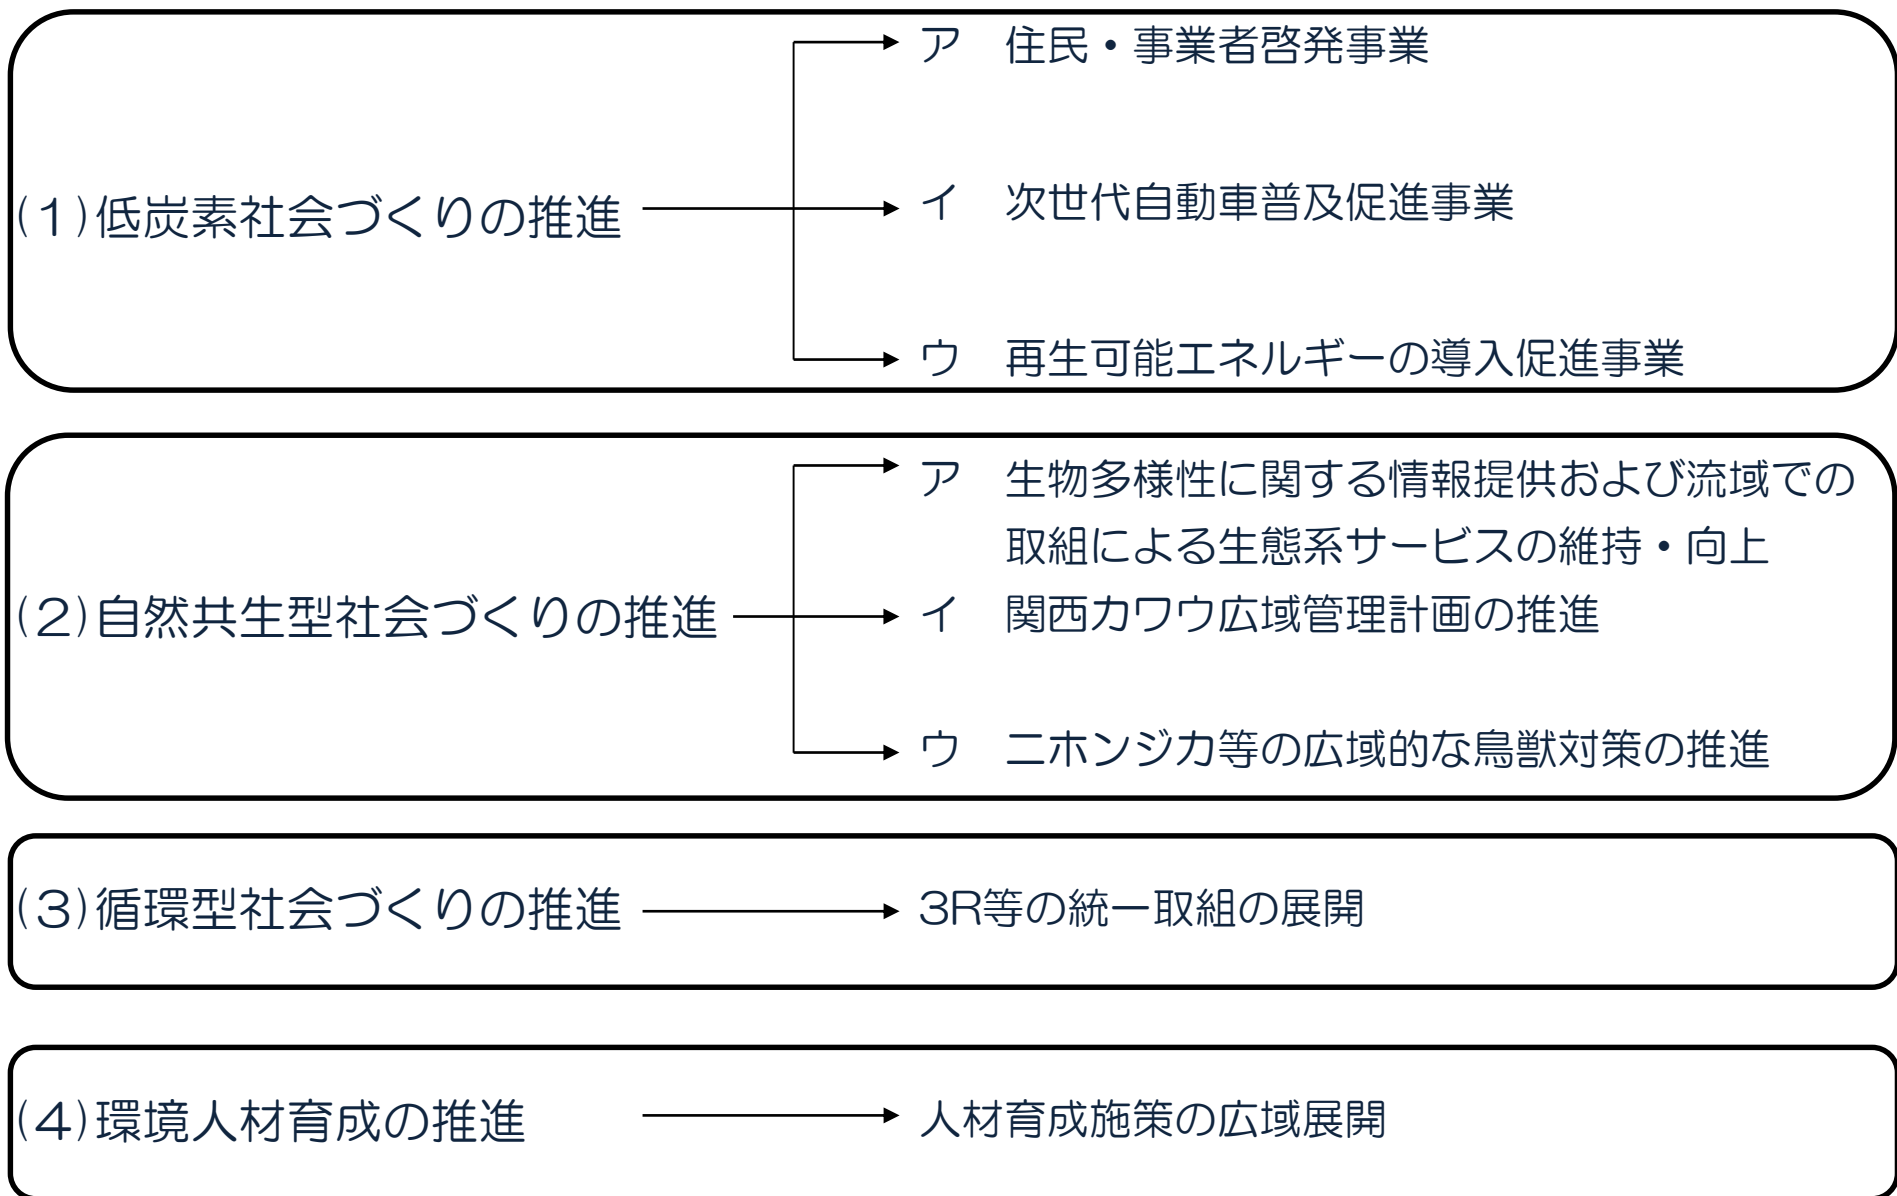 (1)低炭素社会づくりの推進
ア 住民・事業者啓発事業
イ 次世代自動車普及促進事業
ウ 再生可能エネルギーの導入促進事業
(2)自然共生型社会づくりの推進
ア 生物多様性に関する情報提供および流域での
取組による生態系サービスの維持・向上
イ 関西カワウ広域管理計画の推進
ウ ニホンジカ等の広域的な鳥獣対策の推進
(3)循環型社会づくりの推進
3R等の統一取組の展開
(4)環境人材育成の推進
人材育成施策の広域展開